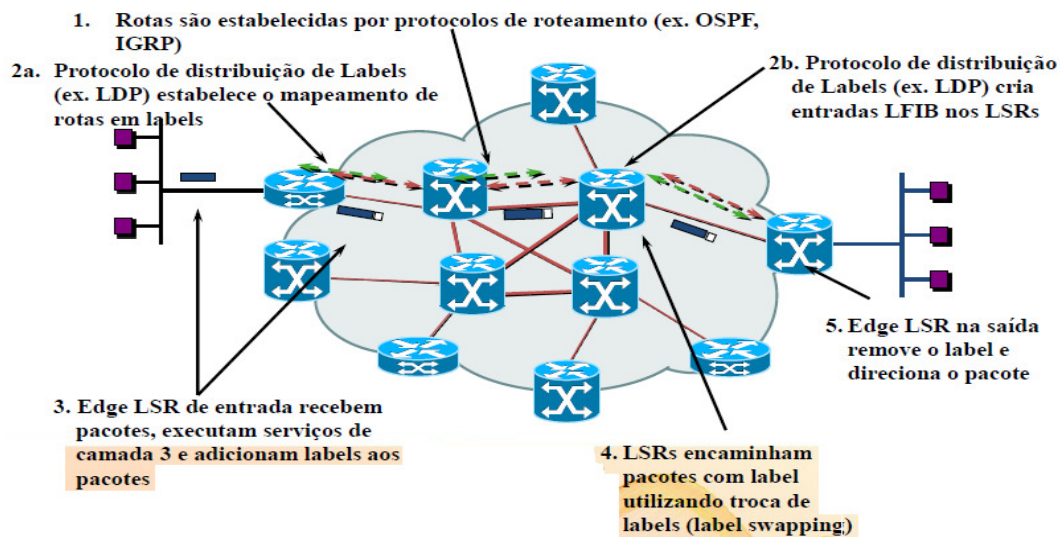 1. Rotas são estabelecidas por protocolos de roteamento (ex. OSPF,
IGRP)
2a. Protocolo de distribuição de Labels
(ex. LDP) estabelece o mapeamento de
rotas em labels
2b. Protocolo de distribuição
de Labels (ex. LDP) cria
entradas LFIB nos LSRs
3. Edge LSR de entrada recebem
pacotes, executam serviços de
camada 3 e adicionam labels aos
pacotes
4. LSRs encaminham
pacotes com label
utilizando troca de
labels (label swapping)
5. Edge LSR na saída
remove o label e
direciona o pacote